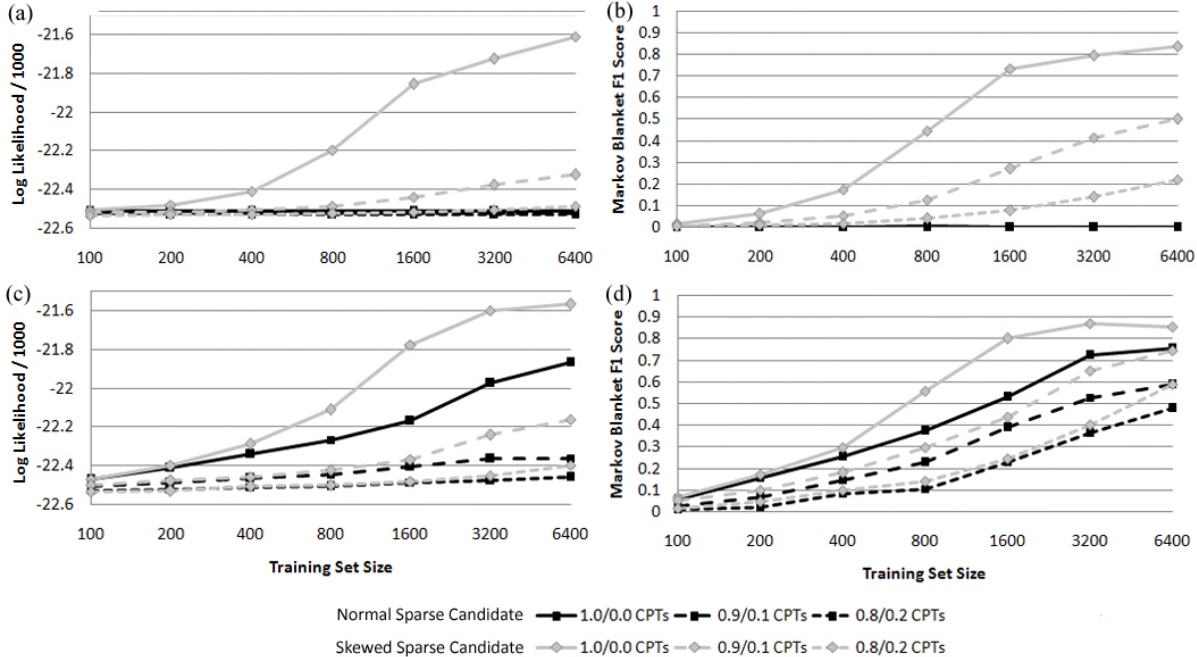 (a)
Log Likelihood / 1000
-21.6
-21.8
-22
-22.2
-22.4
-22.6
100 200 400 800 1600 3200 6400
(b)
Markov Blanket F1 Score
1
0.9
0.8
0.7
0.6
0.5
0.4
0.3
0.2
0.1
0
100 200 400 800 1600 3200 6400
(c)
Log Likelihood / 1000
-21.6
-21.8
-22
-22.2
-22.4
-22.6
100 200 400 800 1600 3200 6400
Training Set Size
(d)
Markov Blanket F1 Score
1
0.9
0.8
0.7
0.6
0.5
0.4
0.3
0.2
0.1
0
100 200 400 800 1600 3200 6400
Training Set Size
Normal Sparse Candidate 1.0/0.0 CPTs 0.9/0.1 CPTs 0.8/0.2 CPTs
Skewed Sparse Candidate 1.0/0.0 CPTs 0.9/0.1 CPTs 0.8/0.2 CPTs